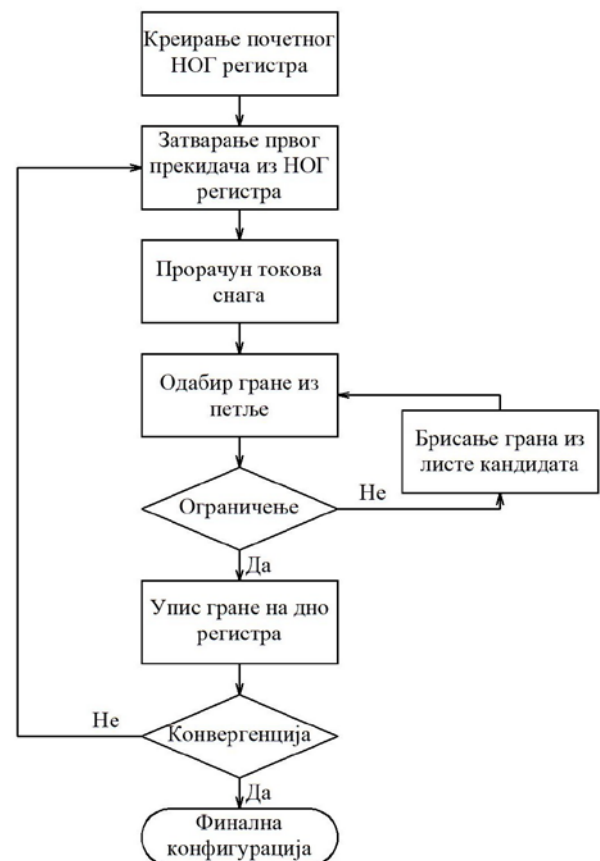 Креирање почетног
НОГ регистра
Затварање првог
прекидача из НОГ
регистра
Прорачун токова
снага
Одабир гране из
петље
Брисање грана из
листе кандидата
Ограничење
Не
Да
Упис гране на дно
регистра
Не
Конвергенција
Да
Финална
конфигурација